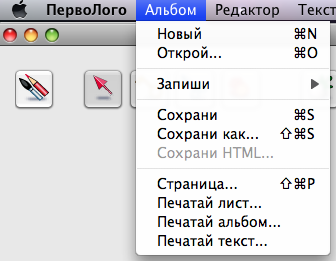 ПервоЛого Альбом Редактор Текст
Новый ⌘N
Открой... ⌘O
Запиши ▶
Сохрани ⌘S
Сохрани как... ⇧⌘S
Сохрани HTML...
Страница... ⇧⌘P
Печатай лист...
Печатай альбом...
Печатай текст...